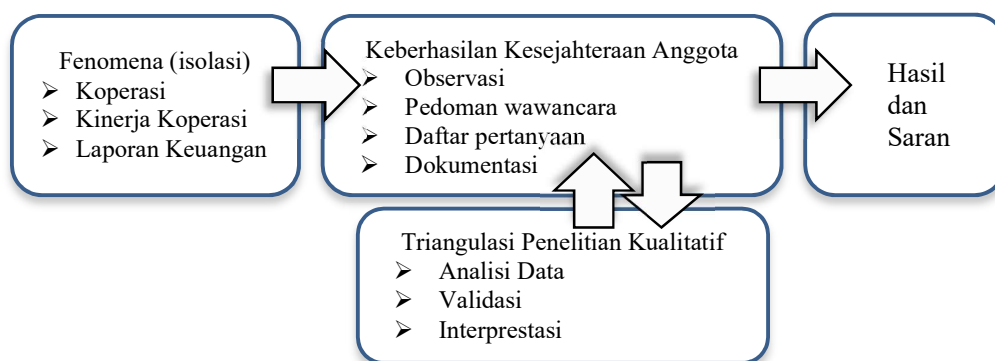 Fenomena (isolasi)
➢ Koperasi
➢ Kinerja Koperasi
➢ Laporan Keuangan
Keberhasilan Kesejahteraan Anggota
➢ Observasi
➢ Pedoman wawancara
➢ Daftar pertanyaan
➢ Dokumentasi
Hasil
dan
Saran
Triangulasi Penelitian Kualitatif
➢ Analisi Data
➢ Validasi
➢ Interprestasi